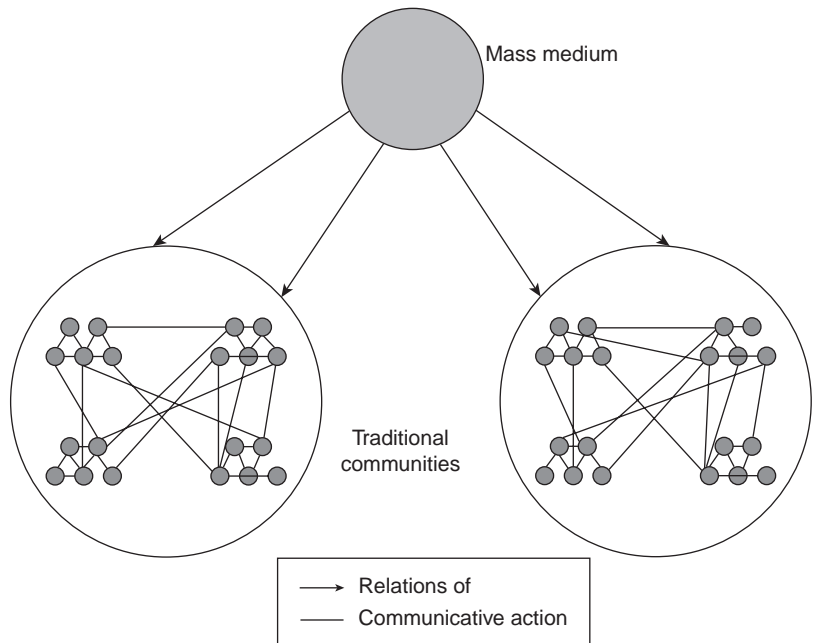 Mass medium
Traditional
communities
Relations of
Communicative action